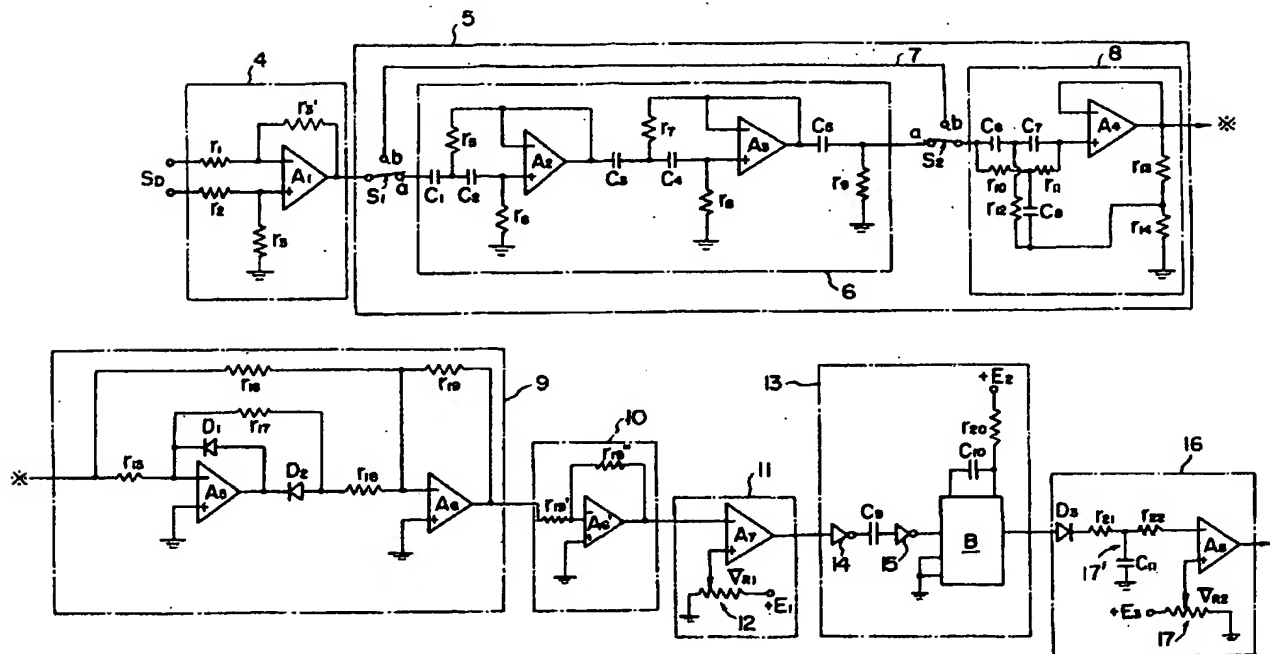 5
4
7
8
r3'
r1
SD
r2
A1
r3
b
S1
a
C1
C2
r5
A2
r6
C3
r7
C4
A3
r8
C5
r9
a
b
S2
C6
C7
r10
r11
r12
C8
A4
※
r13
r14
6
※
r15
r18
r17
D1
A5
D2
r16
r19
A6
9
10
r19'
r19"
A6'
11
A7
VR1
12
+E1
13
14
C9
15
+E2
r20
C10
B
16
D3
r21
r22
17'
C11
A8
VR2
+E3
17